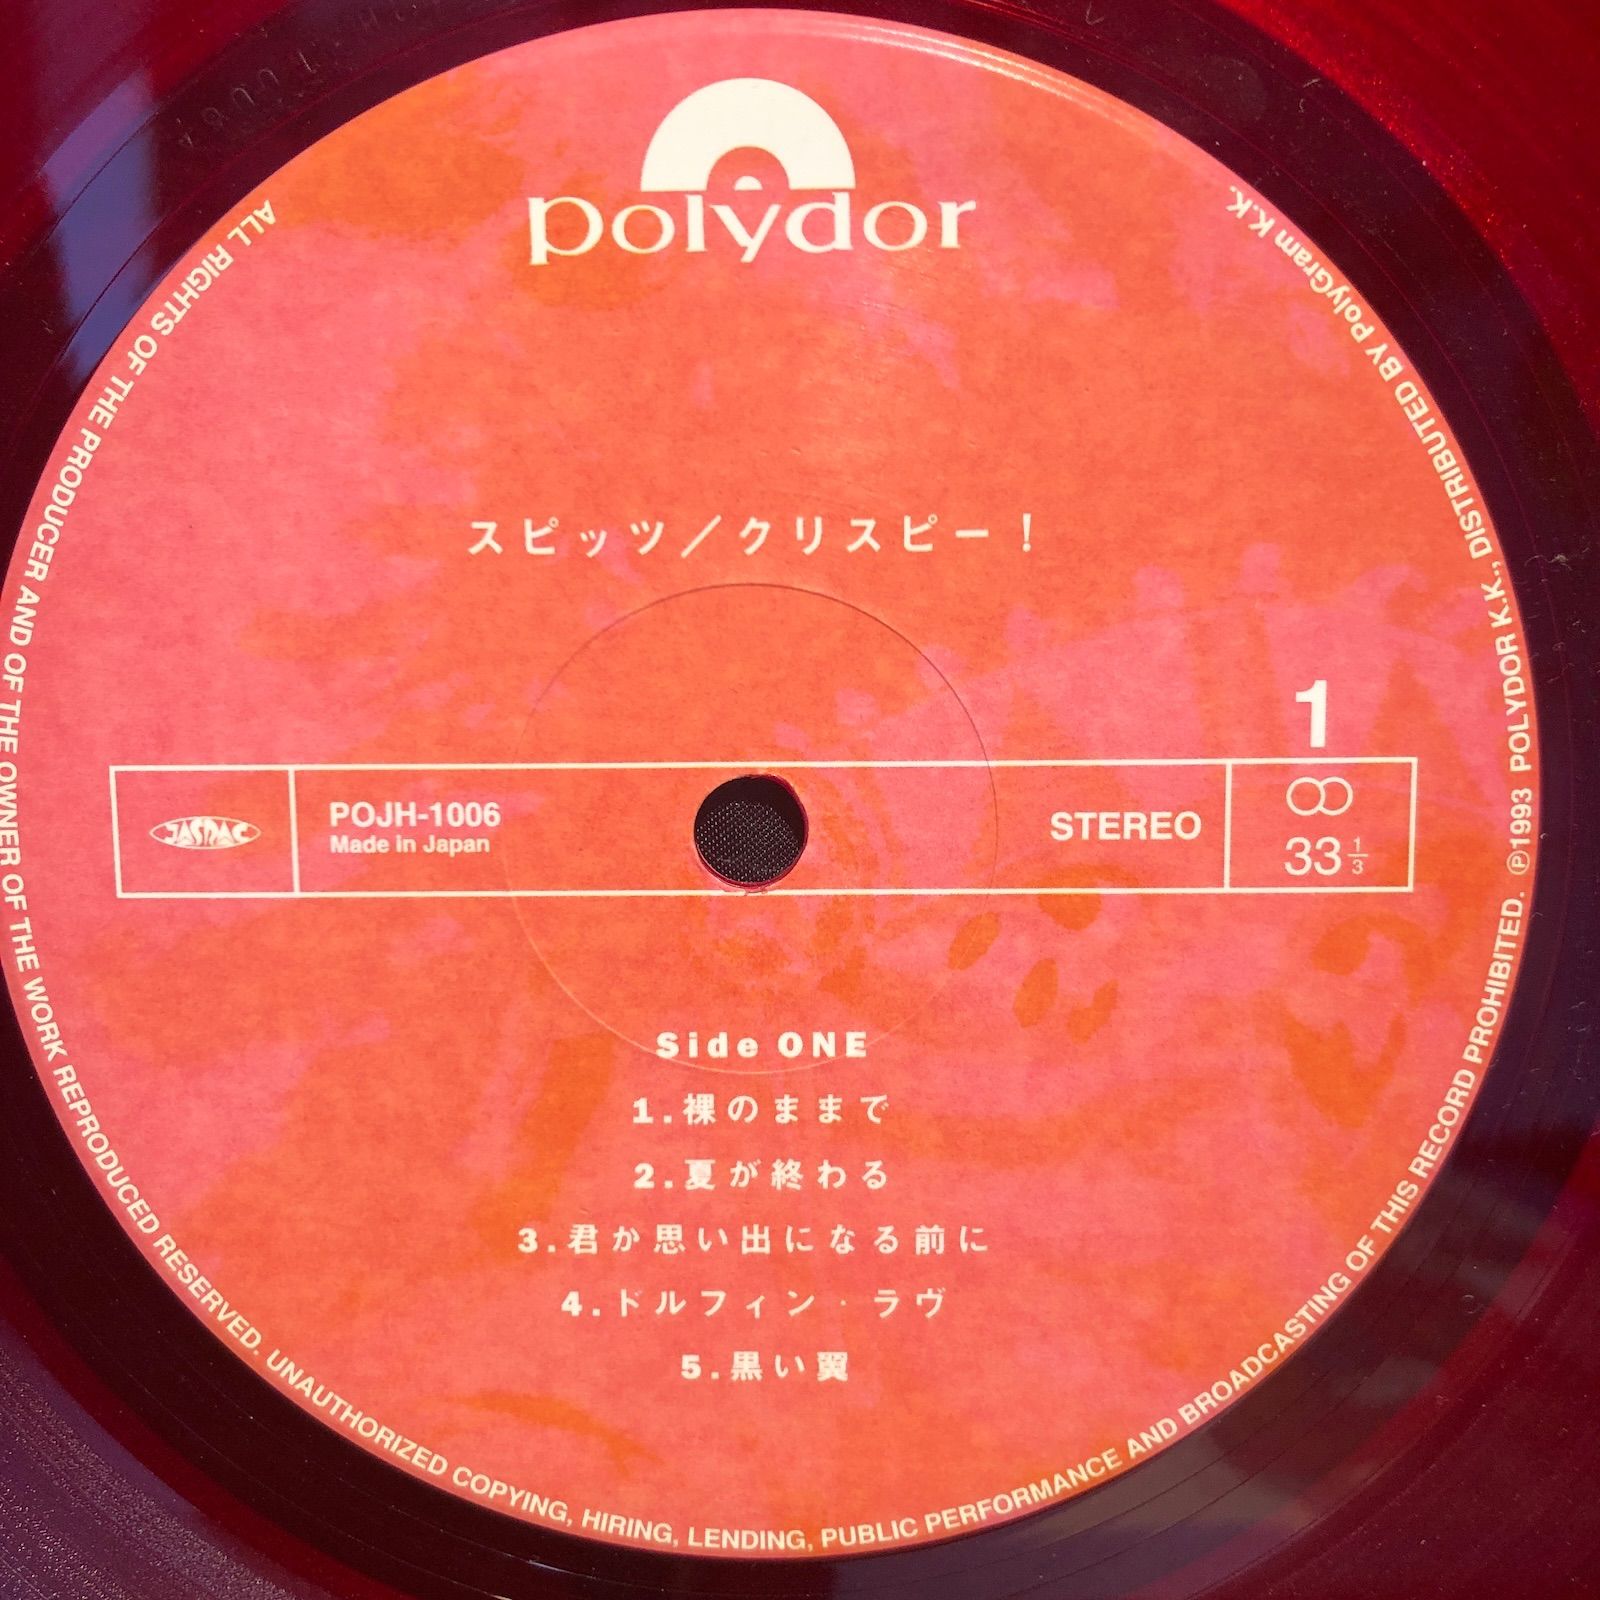 polydor
スピッツ／クリスピー！
1
JASRAC
POJH-1006
Made in Japan
STEREO
33 1/3
Side ONE
1.裸のままで
2.夏が終わる
3.君が思い出になる前に
4.ドルフィン・ラヴ
5.黒い翼
ALL RIGHTS OF THE PRODUCER AND OF THE OWNER OF THE WORK REPRODUCED RESERVED. UNAUTHORIZED COPYING, HIRING, LENDING, PUBLIC PERFORMANCE AND BROADCASTING OF THIS RECORD PROHIBITED. ℗1993 POLYDOR K.K., DISTRIBUTED BY PolyGram K.K.